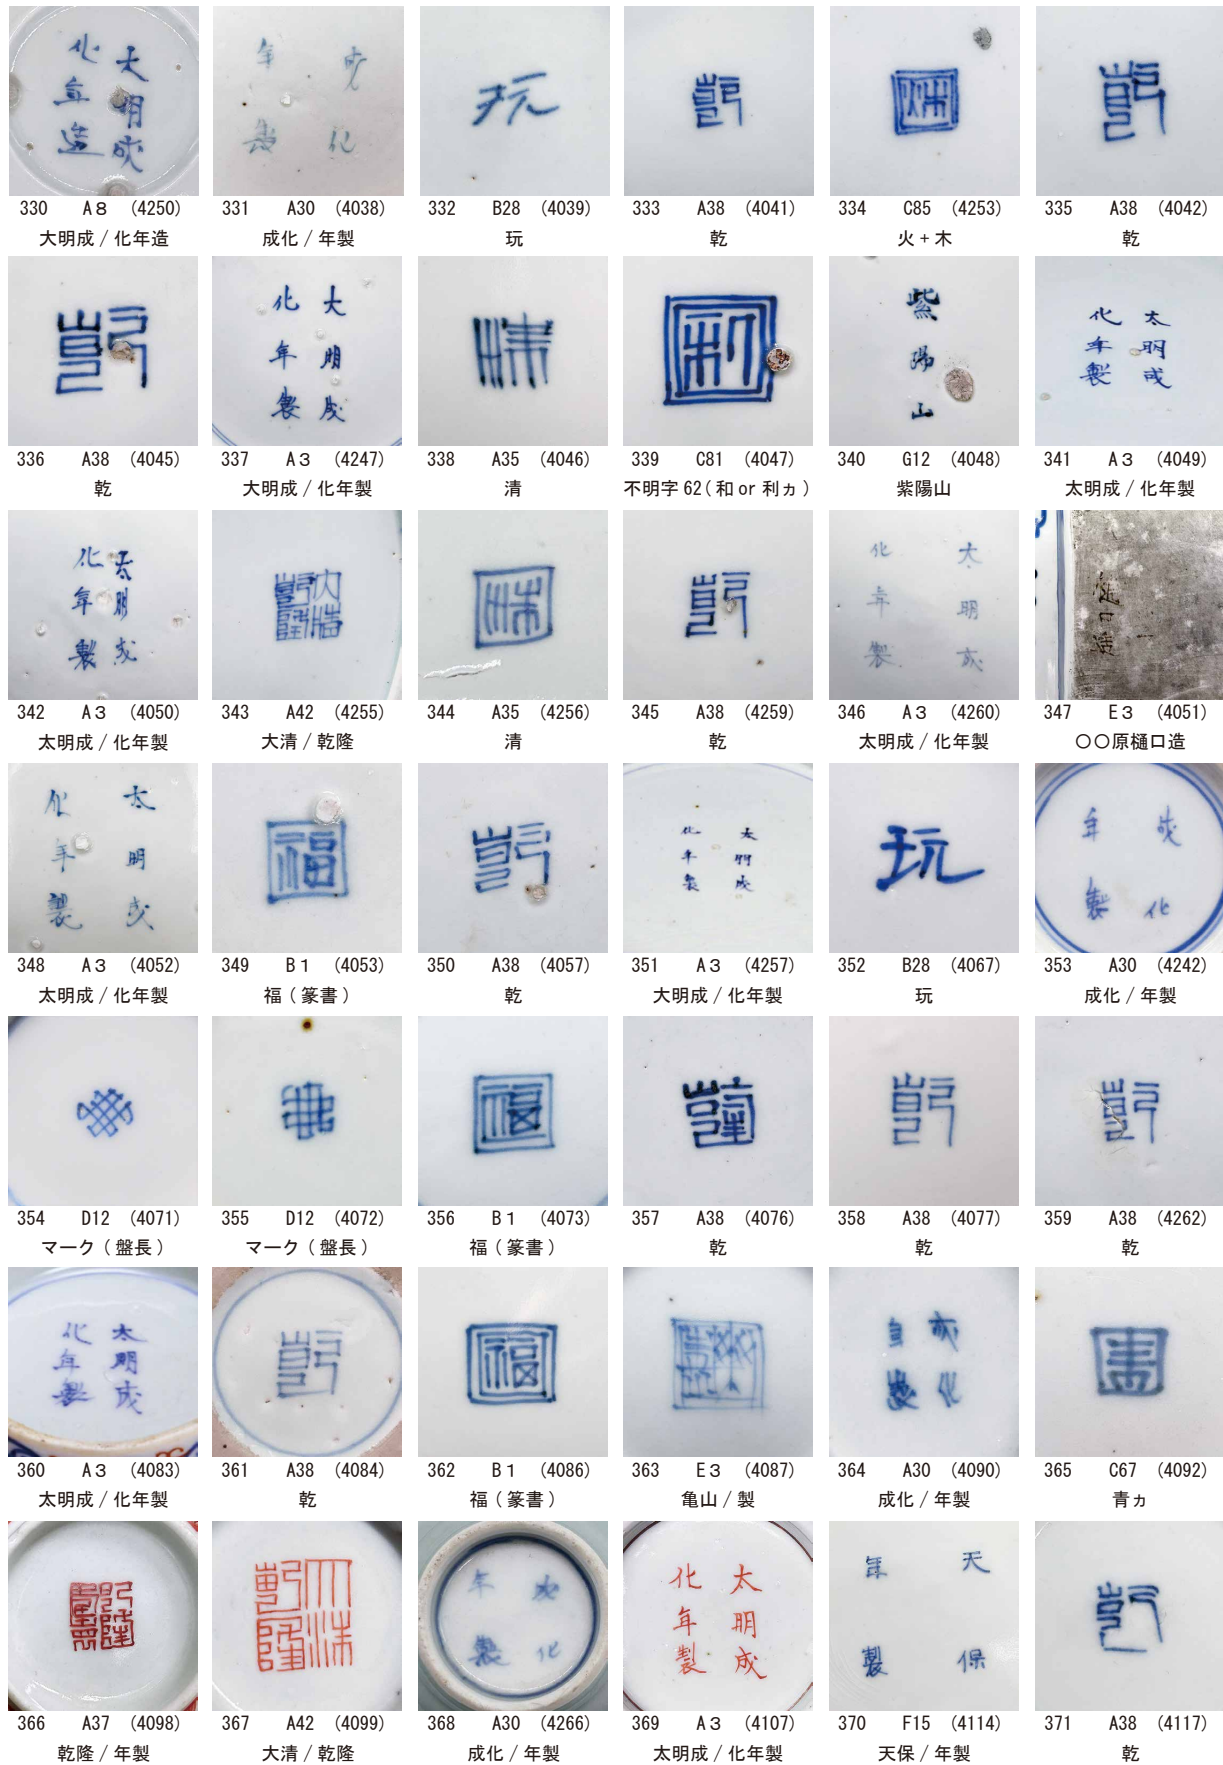 330 A8 (4250)
大明成 / 化年造
331 A30 (4038)
成化 / 年製
332 B28 (4039)
玩
333 A38 (4041)
乾
334 C85 (4253)
火 + 木
335 A38 (4042)
乾
336 A38 (4045)
乾
337 A3 (4247)
大明成 / 化年製
338 A35 (4046)
清
339 C81 (4047)
不明字 62(和 or 利ヵ)
340 G12 (4048)
紫陽山
341 A3 (4049)
太明成 / 化年製
342 A3 (4050)
太明成 / 化年製
343 A42 (4255)
大清 / 乾隆
344 A35 (4256)
清
345 A38 (4259)
乾
346 A3 (4260)
太明成 / 化年製
347 E3 (4051)
〇〇原樋口造
348 A3 (4052)
太明成 / 化年製
349 B1 (4053)
福 ( 篆書 )
350 A38 (4057)
乾
351 A3 (4257)
大明成 / 化年製
352 B28 (4067)
玩
353 A30 (4242)
成化 / 年製
354 D12 (4071)
マーク ( 盤長 )
355 D12 (4072)
マーク ( 盤長 )
356 B1 (4073)
福 ( 篆書 )
357 A38 (4076)
乾
358 A38 (4077)
乾
359 A38 (4262)
乾
360 A3 (4083)
太明成 / 化年製
361 A38 (4084)
乾
362 B1 (4086)
福 ( 篆書 )
363 E3 (4087)
亀山 / 製
364 A30 (4090)
成化 / 年製
365 C67 (4092)
青ヵ
366 A37 (4098)
乾隆 / 年製
367 A42 (4099)
大清 / 乾隆
368 A30 (4266)
成化 / 年製
369 A3 (4107)
太明成 / 化年製
370 F15 (4114)
天保 / 年製
371 A38 (4117)
乾